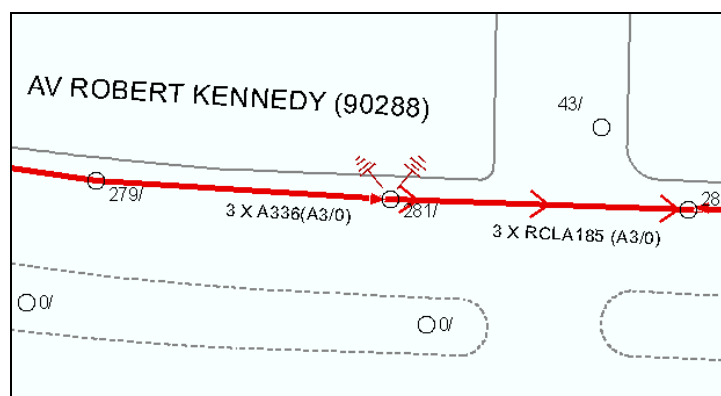 AV ROBERT KENNEDY (90288)
43/
279/
3 X A336(A3/0)
281/
28
3 X RCLA185 (A3/0)
0/
0/